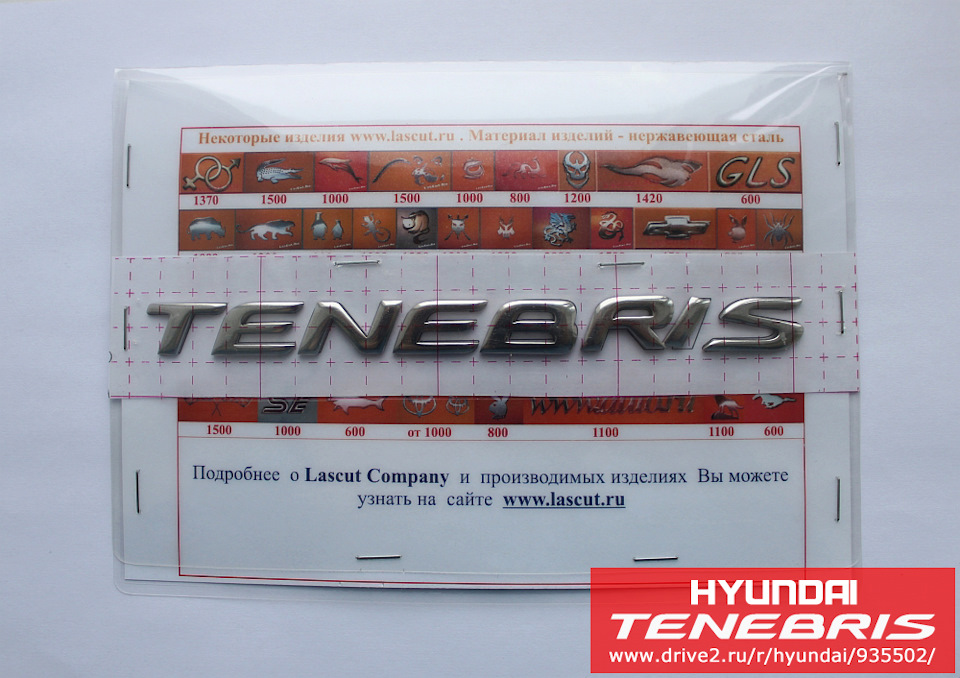 Некоторые изделия www.lascut.ru . Материал изделий - нержавеющая сталь
GLS
1370 1500 1000 1500 1000 800 1200 1420 600
TENEBRIS
1500 1000 600 от 1000 800 1100 1100 600
Подробнее о Lascut Company и производимых изделиях Вы можете
узнать на сайте www.lascut.ru
HYUNDAI
TENEBRIS
www.drive2.ru/r/hyundai/935502/